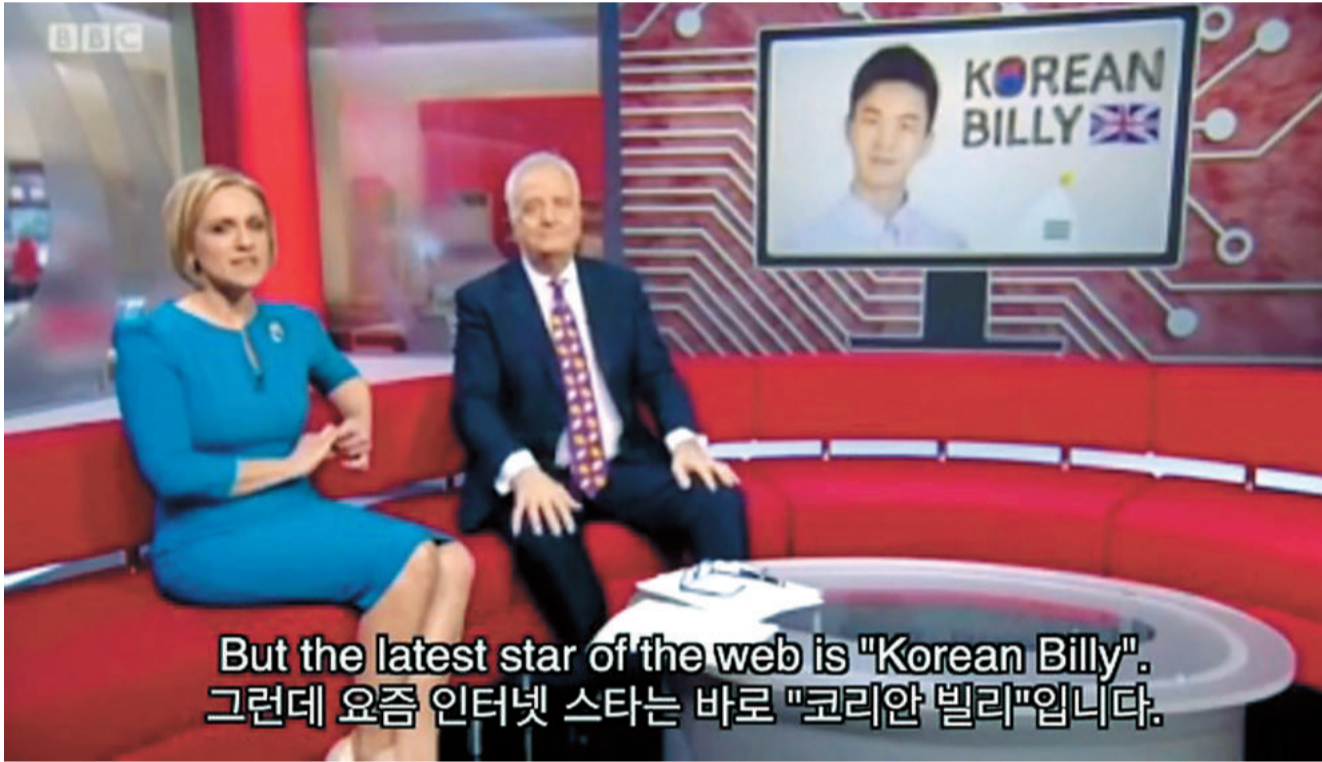 BBC
KOREAN
BILLY
But the latest star of the web is "Korean Billy".
그런데 요즘 인터넷 스타는 바로 "코리안 빌리"입니다.